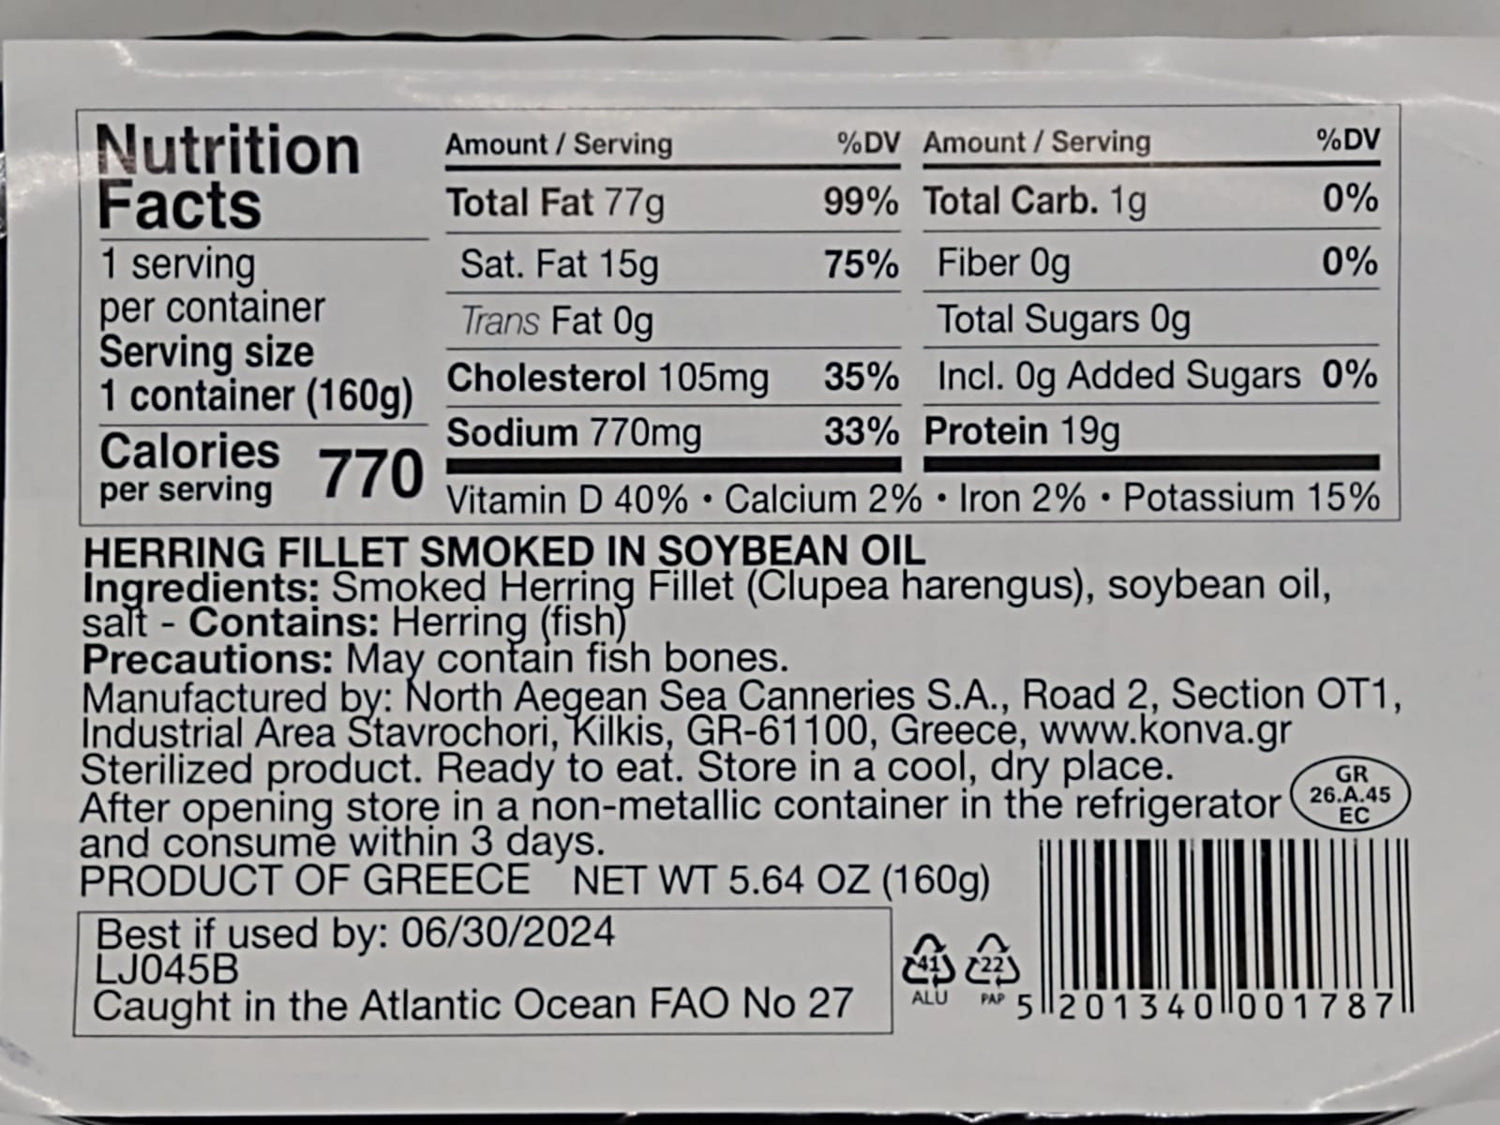 Nutrition
Facts
1 serving
per container
Serving size
1 container (160g)
Calories
per serving 770
Amount / Serving %DV
Total Fat 77g 99%
Sat. Fat 15g 75%
Trans Fat 0g
Cholesterol 105mg 35%
Sodium 770mg 33%
Amount / Serving %DV
Total Carb. 1g 0%
Fiber 0g 0%
Total Sugars 0g
Incl. 0g Added Sugars 0%
Protein 19g
Vitamin D 40% • Calcium 2% • Iron 2% • Potassium 15%
HERRING FILLET SMOKED IN SOYBEAN OIL
Ingredients: Smoked Herring Fillet (Clupea harengus), soybean oil,
salt - Contains: Herring (fish)
Precautions: May contain fish bones.
Manufactured by: North Aegean Sea Canneries S.A., Road 2, Section OT1,
Industrial Area Stavrochori, Kilkis, GR-61100, Greece, www.konva.gr
Sterilized product. Ready to eat. Store in a cool, dry place.
After opening store in a non-metallic container in the refrigerator
and consume within 3 days.
GR
26.A.45
EC
PRODUCT OF GREECE NET WT 5.64 OZ (160g)
Best if used by: 06/30/2024
LJ045B
Caught in the Atlantic Ocean FAO No 27
41
ALU
22
PAP
5 201340 001787